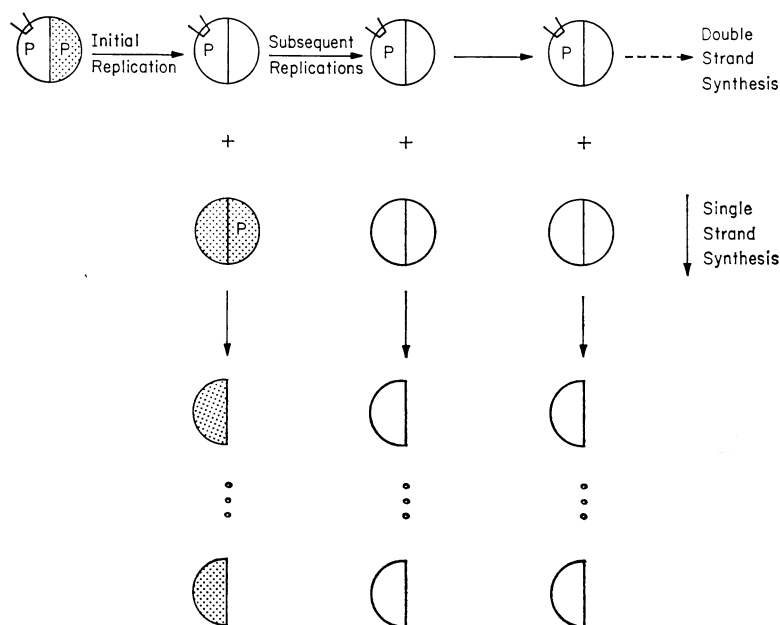 P P
Initial
Replication
P
Subsequent
Replications
P
P
Double
Strand
Synthesis
+ + +
P
Single
Strand
Synthesis